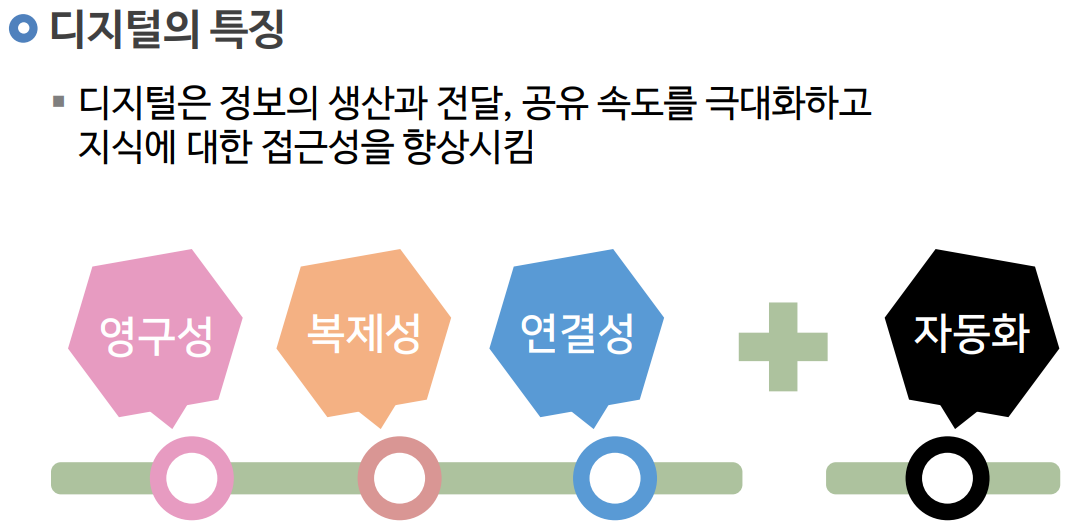 디지털의 특징
디지털은 정보의 생산과 전달, 공유 속도를 극대화하고
지식에 대한 접근성을 향상시킴
영구성
복제성
연결성
자동화